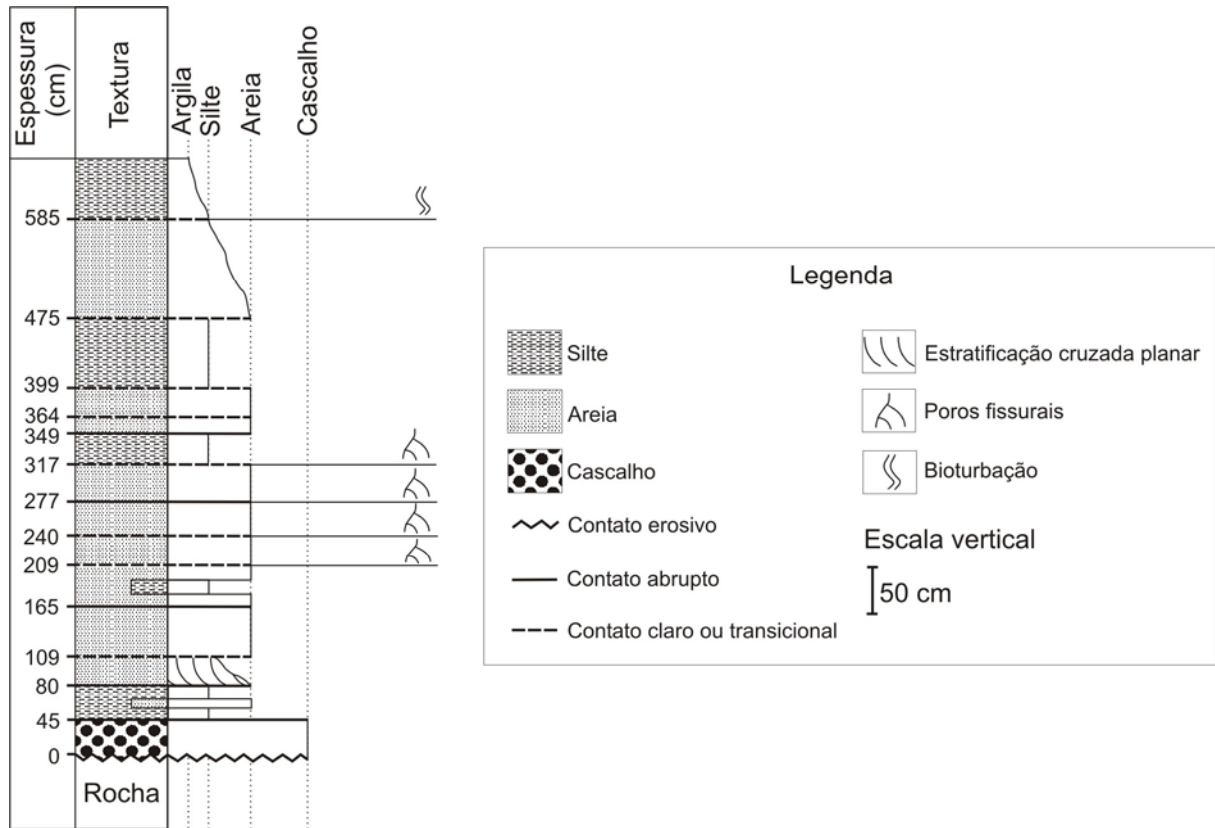 Espessura
(cm)
Textura
Argila
Silte
Areia
Cascalho
585
475
399
364
349
317
277
240
209
165
109
80
45
0
Rocha
Legenda
Silte
Areia
Cascalho
Contato erosivo
Contato abrupto
Contato claro ou transicional
Estratificação cruzada planar
Poros fissurais
Bioturbação
Escala vertical
50 cm